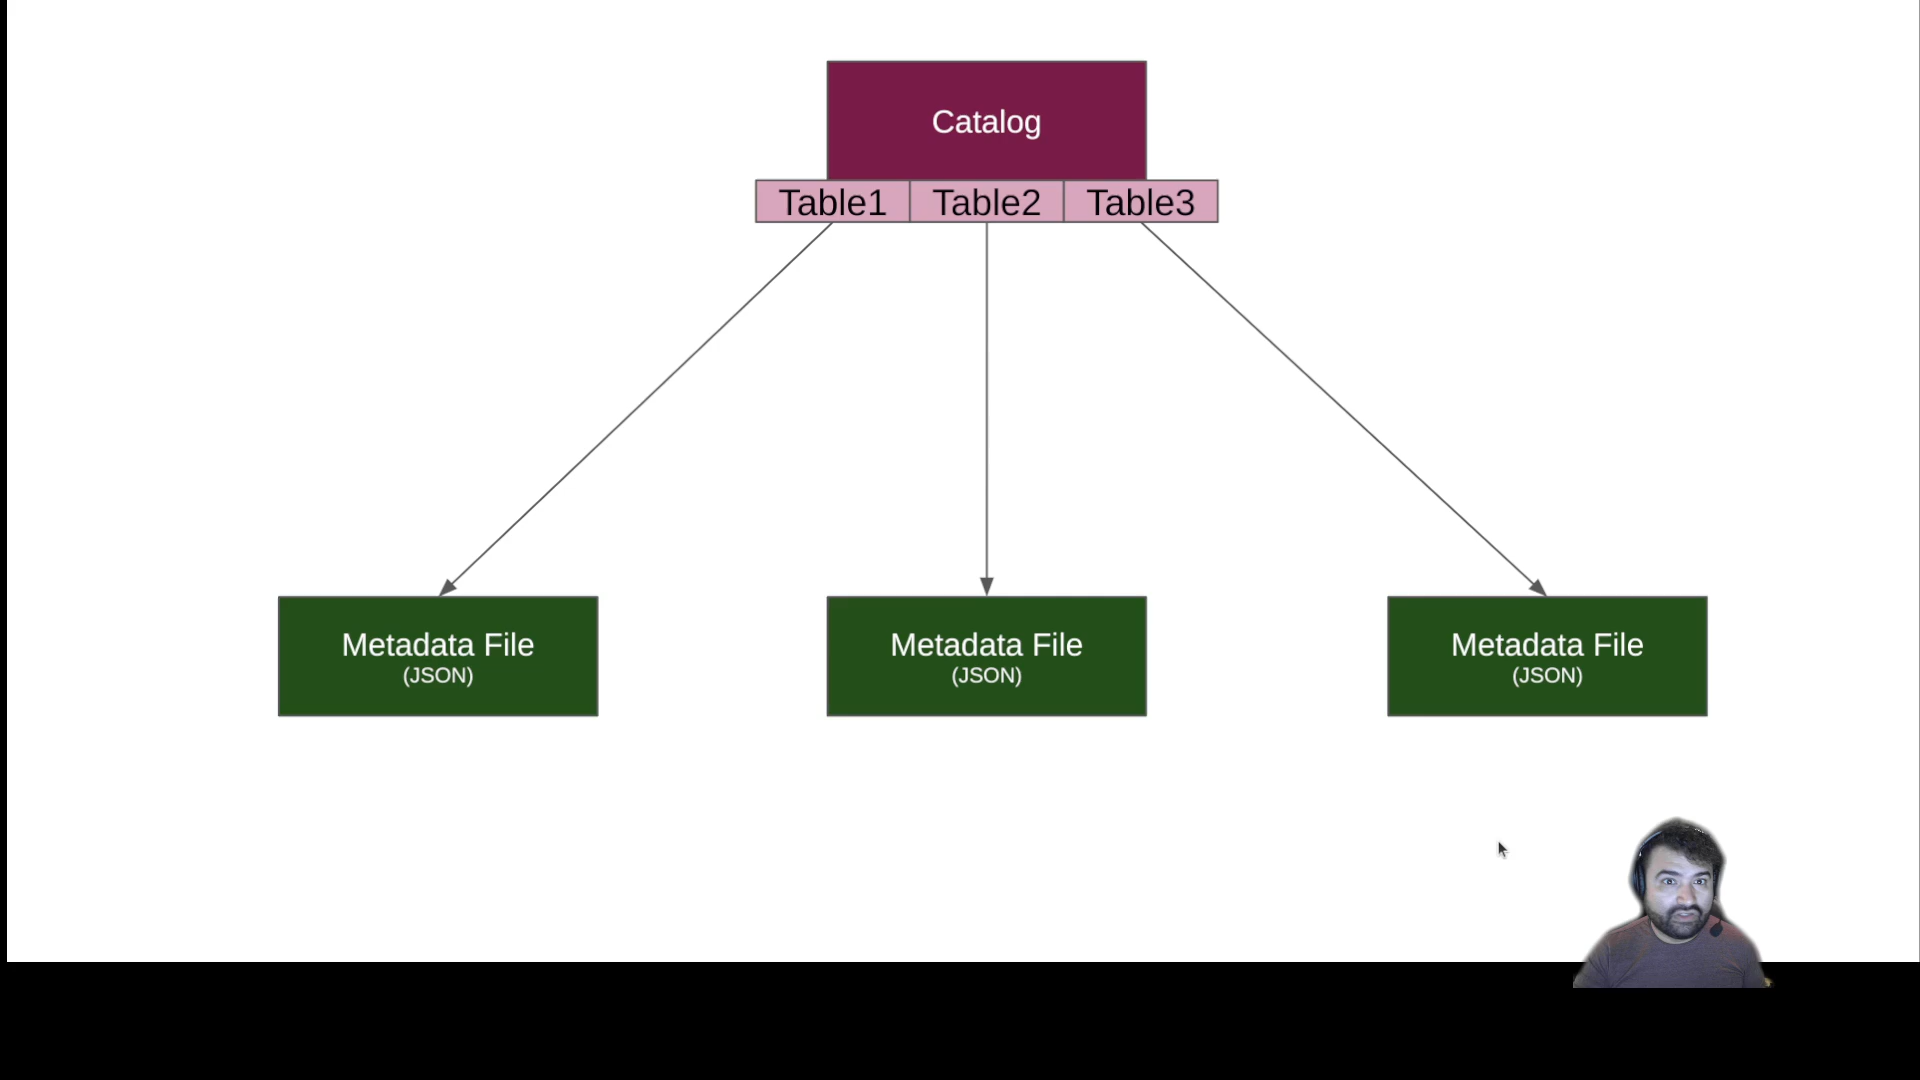 Catalog
Table1 Table2 Table3
Metadata File Metadata File Metadata File
(JSON) (JSON) (JSON)